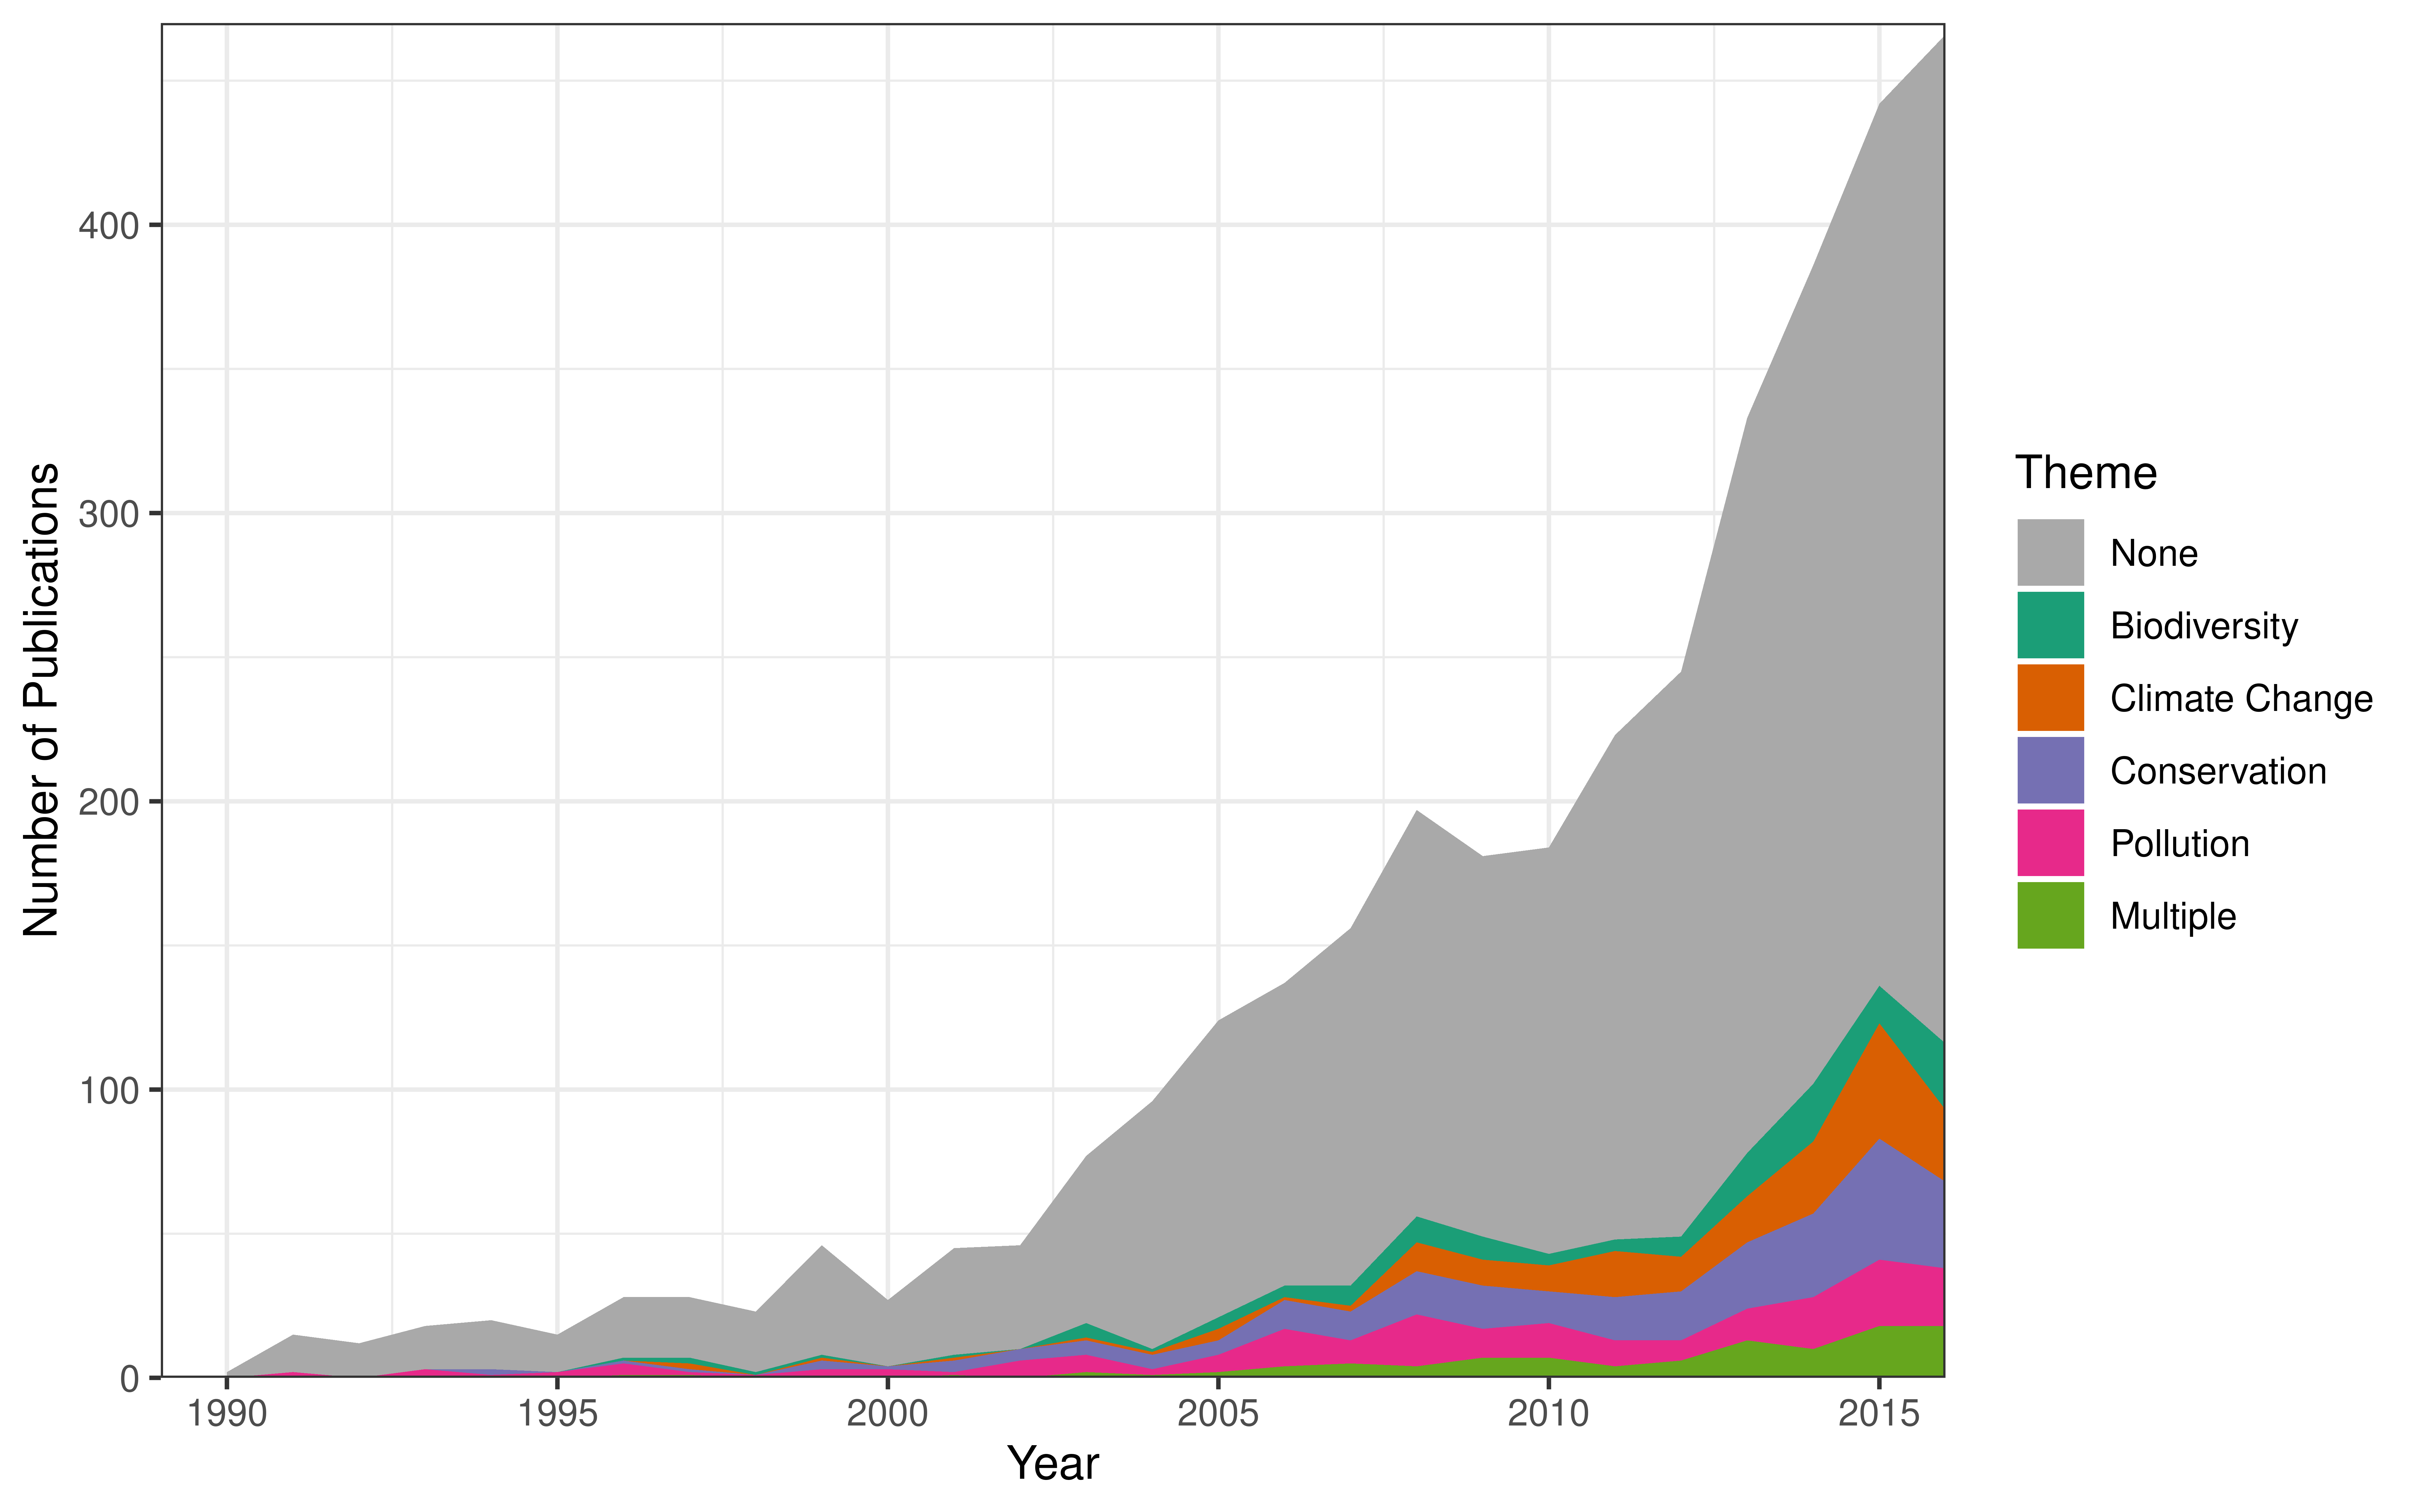 Number of Publications
400
300
200
100
0
1990
1995
2000
2005
2010
2015
Year
Theme
None
Biodiversity
Climate Change
Conservation
Pollution
Multiple